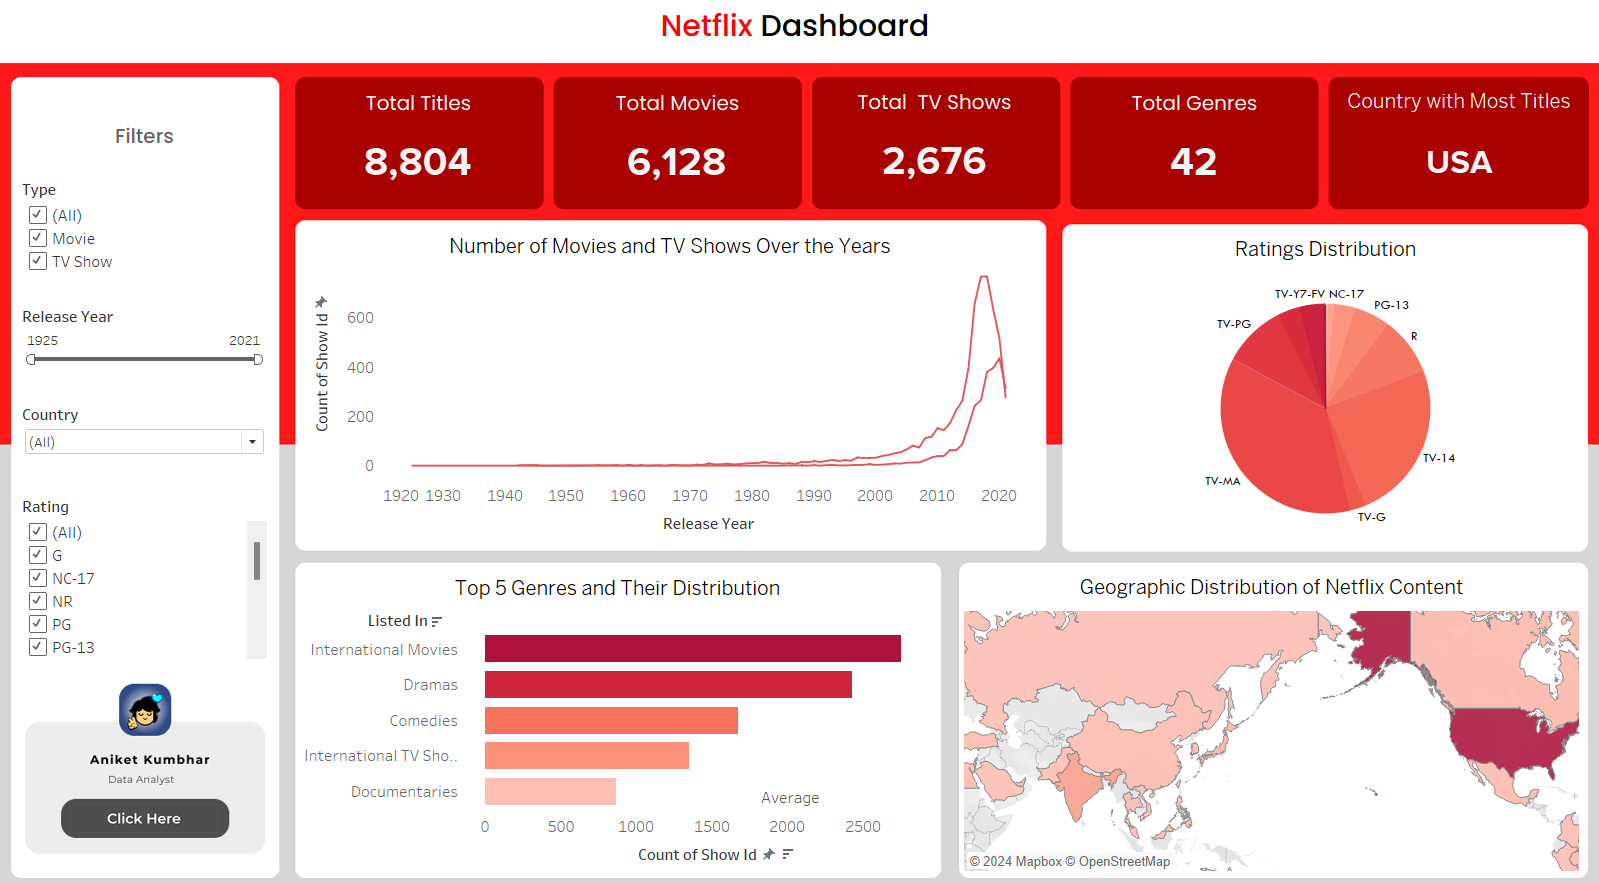 Netflix Dashboard
Filters
Type
(All)
Movie
TV Show
Release Year
1925 2021
Country
(All)
Rating
(All)
G
NC-17
NR
PG
PG-13
Aniket Kumbhar
Data Analyst
Click Here
Total Titles
8,804
Total Movies
6,128
Total TV Shows
2,676
Total Genres
42
Country with Most Titles
USA
Number of Movies and TV Shows Over the Years
Count of Show Id
600
400
200
0
1920 1930 1940 1950 1960 1970 1980 1990 2000 2010 2020
Release Year
Ratings Distribution
TV-Y7-FV NC-17
PG-13
TV-PG
R
TV-14
TV-MA
TV-G
Top 5 Genres and Their Distribution
Listed In
International Movies
Dramas
Comedies
International TV Sho..
Documentaries
Average
0 500 1000 1500 2000 2500
Count of Show Id
Geographic Distribution of Netflix Content
© 2024 Mapbox © OpenStreetMap